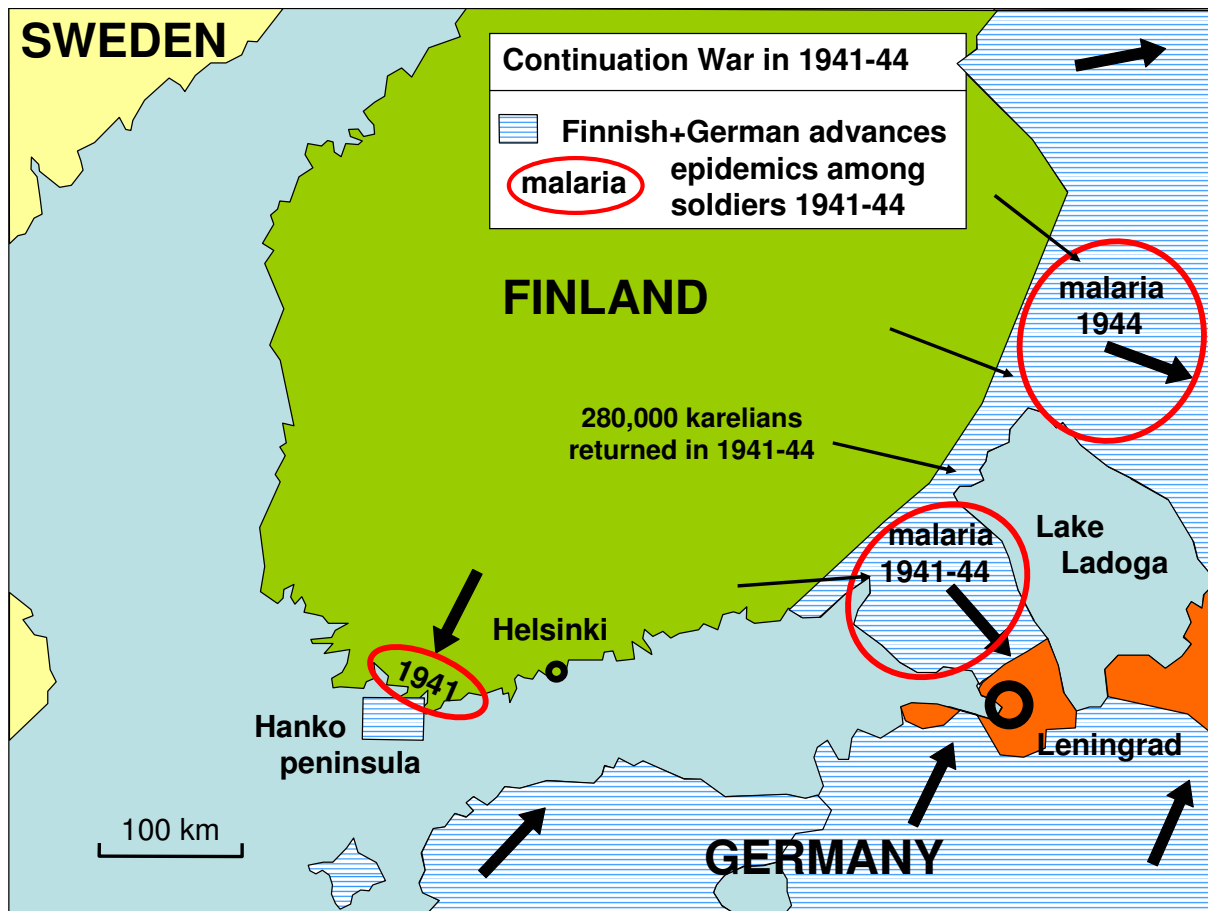 SWEDEN
Continuation War in 1941-44
Finnish+German advances
malaria
epidemics among
soldiers 1941-44
FINLAND
malaria
1944
280,000 karelians
returned in 1941-44
malaria
1941-44
Lake
Ladoga
Helsinki
1941
Hanko
peninsula
Leningrad
100 km
GERMANY